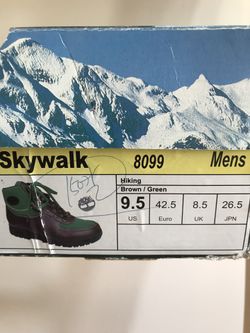 Skywalk 8099 Mens
Hiking
Brown / Green
9.5 42.5 8.5 26.5
US Euro UK JPN